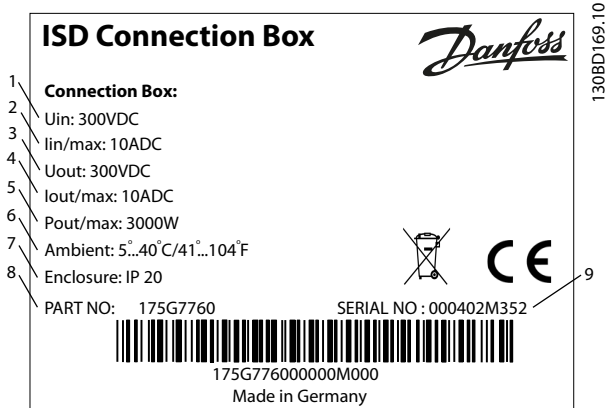 ISD Connection Box
Danfoss
130BD169.10
Connection Box:
1
Uin: 300VDC
2
Iin/max: 10ADC
3
Uout: 300VDC
4
Iout/max: 10ADC
5
Pout/max: 3000W
6
Ambient: 5°...40°C/41°...104°F
7
Enclosure: IP 20
CE
8
PART NO: 175G7760
SERIAL NO : 000402M352
9
175G776000000M000
Made in Germany